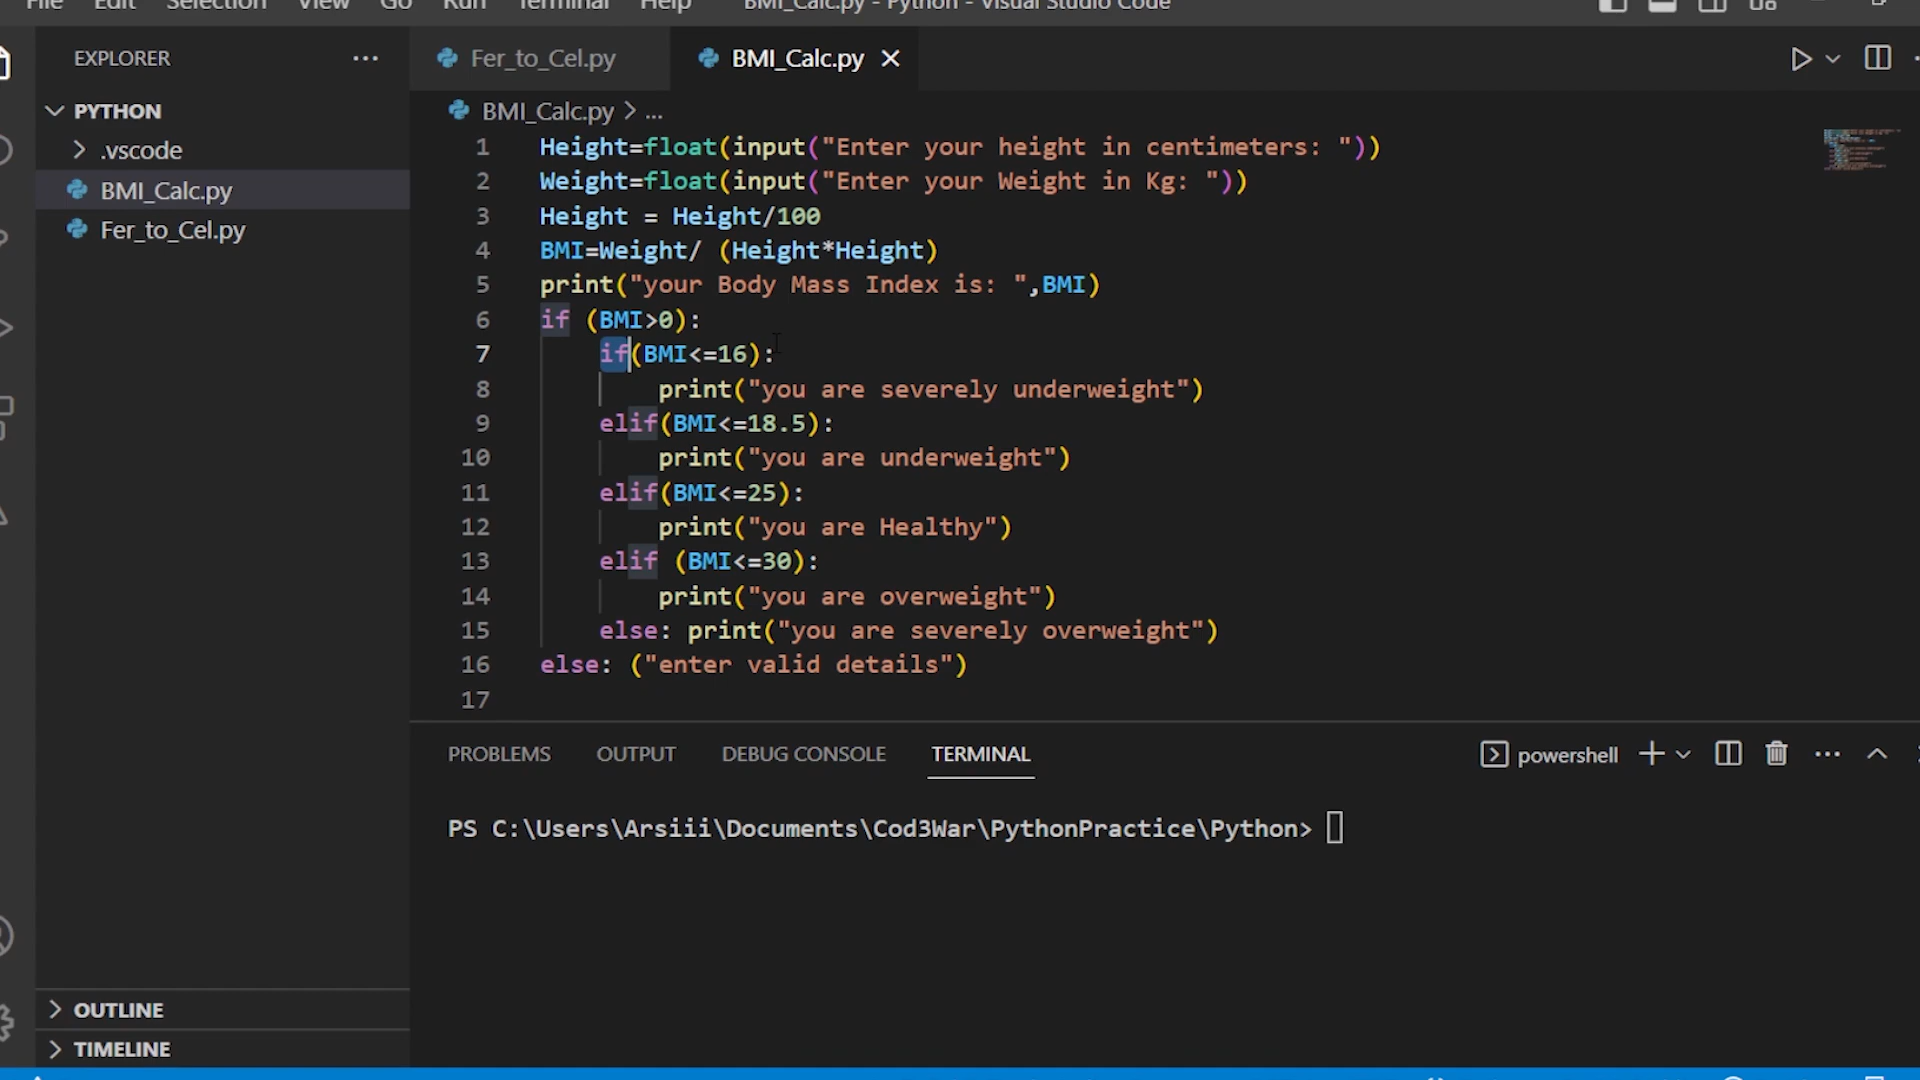 File Edit Selection View Go Run Terminal Help BMI_Calc.py - Python - Visual Studio Code
EXPLORER
PYTHON
.vscode
BMI_Calc.py
Fer_to_Cel.py
OUTLINE
TIMELINE
Fer_to_Cel.py BMI_Calc.py
BMI_Calc.py > ...
1 Height=float(input("Enter your height in centimeters: "))
2 Weight=float(input("Enter your Weight in Kg: "))
3 Height = Height/100
4 BMI=Weight/ (Height*Height)
5 print("your Body Mass Index is: ",BMI)
6 if (BMI>0):
7 if(BMI<=16):
8 print("you are severely underweight")
9 elif(BMI<=18.5):
10 print("you are underweight")
11 elif(BMI<=25):
12 print("you are Healthy")
13 elif (BMI<=30):
14 print("you are overweight")
15 else: print("you are severely overweight")
16 else: ("enter valid details")
17
PROBLEMS OUTPUT DEBUG CONSOLE TERMINAL powershell
PS C:\Users\Arsiii\Documents\Cod3War\PythonPractice\Python>